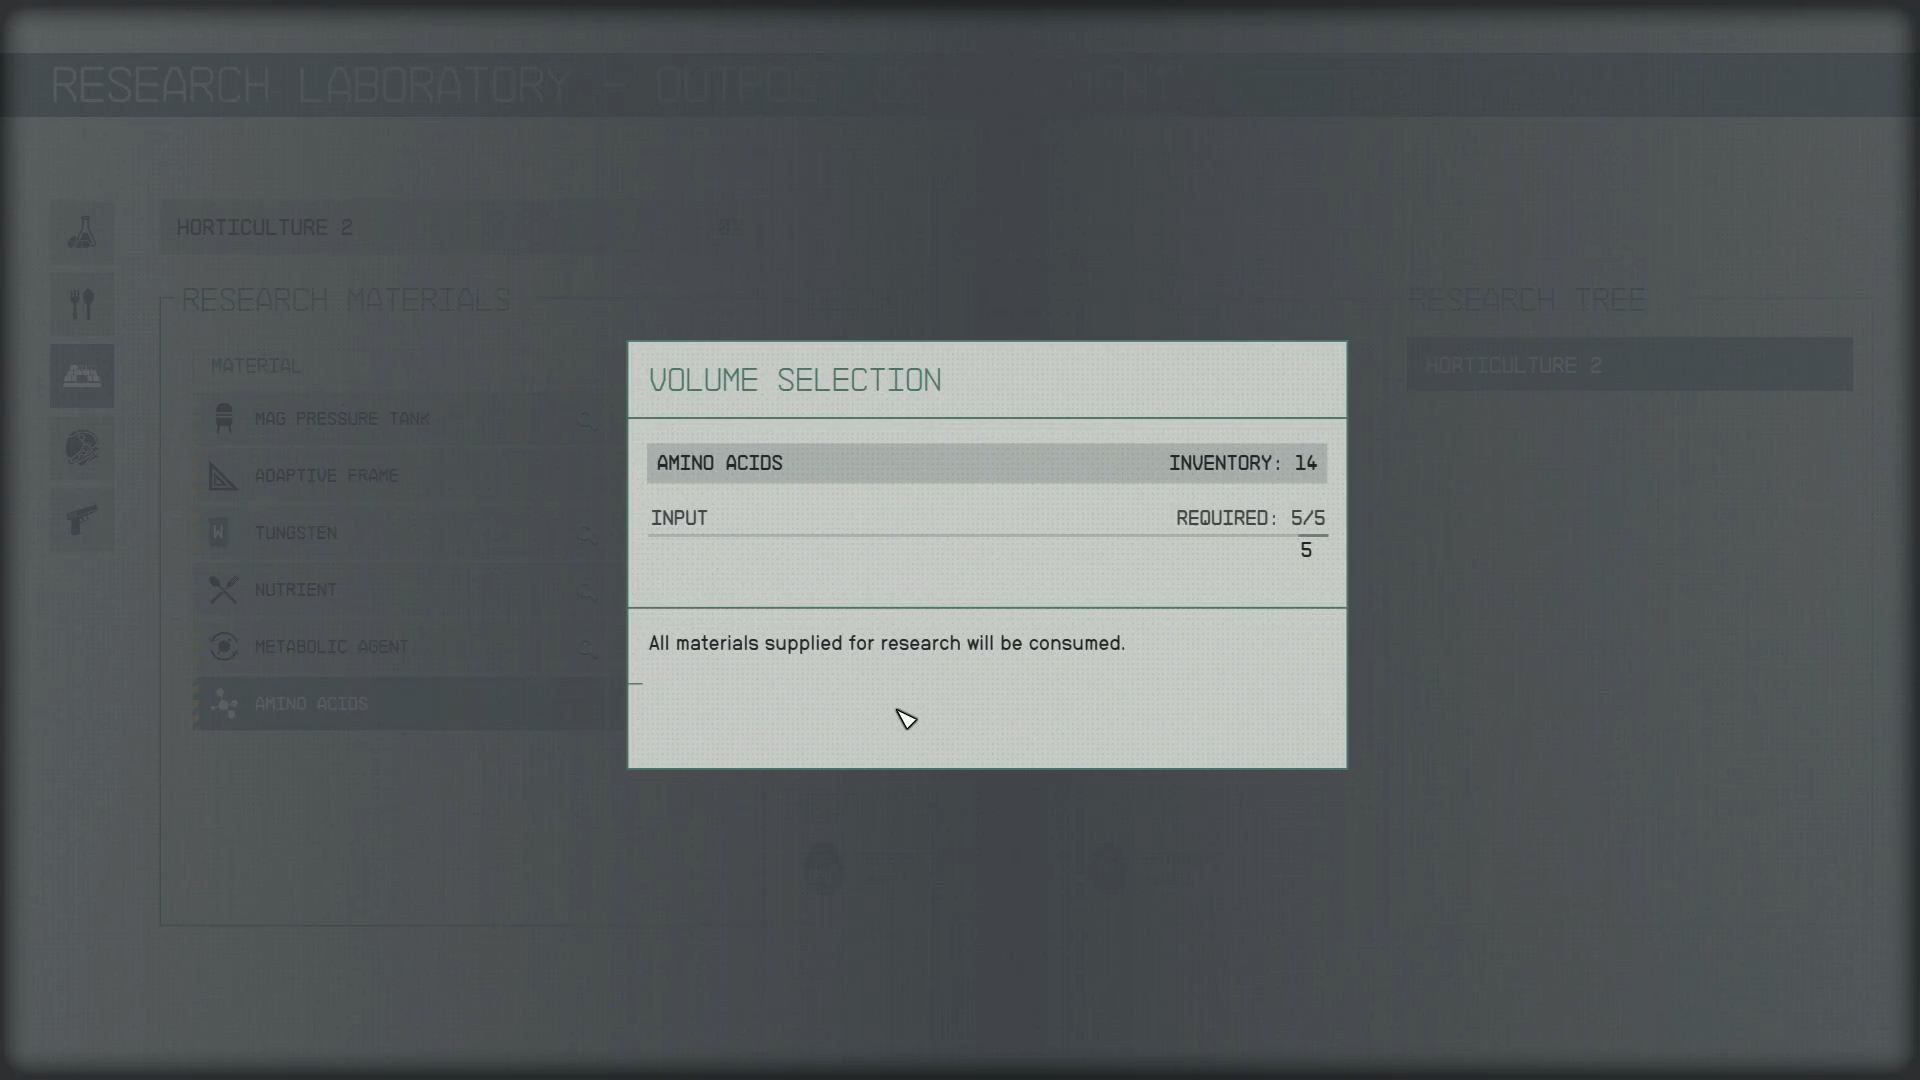 RESEARCH LABORATORY - OUTPOST
HORTICULTURE 2
RESEARCH MATERIALS
RESEARCH TREE
MATERIAL
HORTICULTURE 2
MAG PRESSURE TANK
ADAPTIVE FRAME
W TUNGSTEN
NUTRIENT
METABOLIC AGENT
AMINO ACIDS
VOLUME SELECTION
AMINO ACIDS INVENTORY: 14
INPUT REQUIRED: 5/5
5
All materials supplied for research will be consumed.